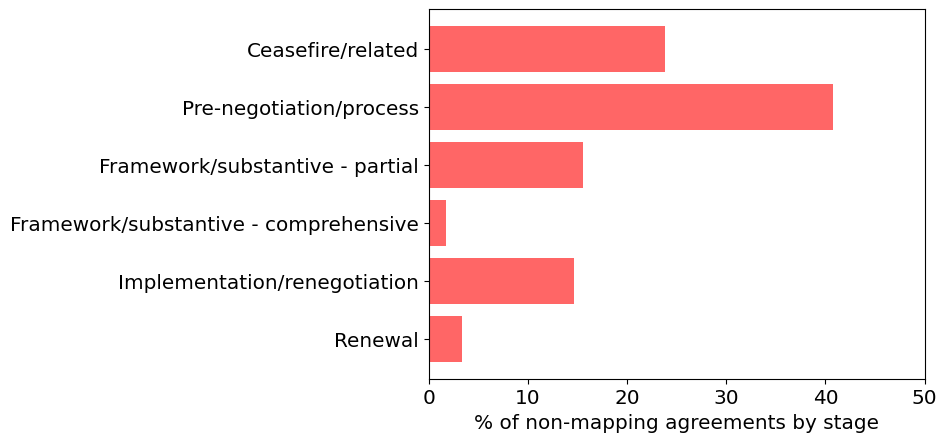 Ceasefire/related
Pre-negotiation/process
Framework/substantive - partial
Framework/substantive - comprehensive
Implementation/renegotiation
Renewal
0 10 20 30 40 50
% of non-mapping agreements by stage